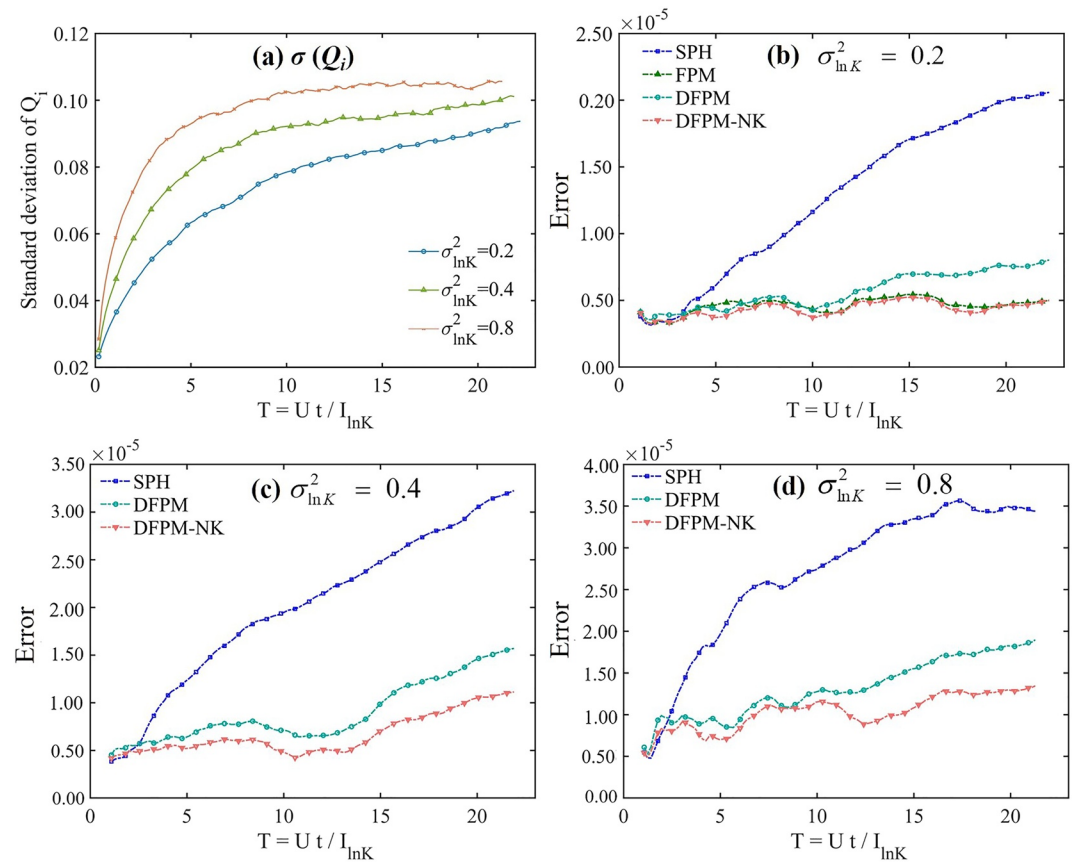 (a) σ (Qi)
Standard deviation of Qi
0.12
0.10
0.08
0.06
0.04
0.02
σ²lnK=0.2
σ²lnK=0.4
σ²lnK=0.8
0 5 10 15 20
T = U t / IlnK
×10-5
(b) σ²lnK = 0.2
SPH
FPM
DFPM
DFPM-NK
Error
2.50
0.20
1.50
1.00
0.50
0.00
0 5 10 15 20
T = U t / IlnK
×10-5
(c) σ²lnK = 0.4
SPH
DFPM
DFPM-NK
Error
3.50
3.00
2.50
2.00
1.50
1.00
0.50
0.00
0 5 10 15 20
T = U t / IlnK
×10-5
(d) σ²lnK = 0.8
SPH
DFPM
DFPM-NK
Error
4.00
3.50
3.00
2.50
2.00
1.50
1.00
0.50
0.00
0 5 10 15 20
T = U t / IlnK